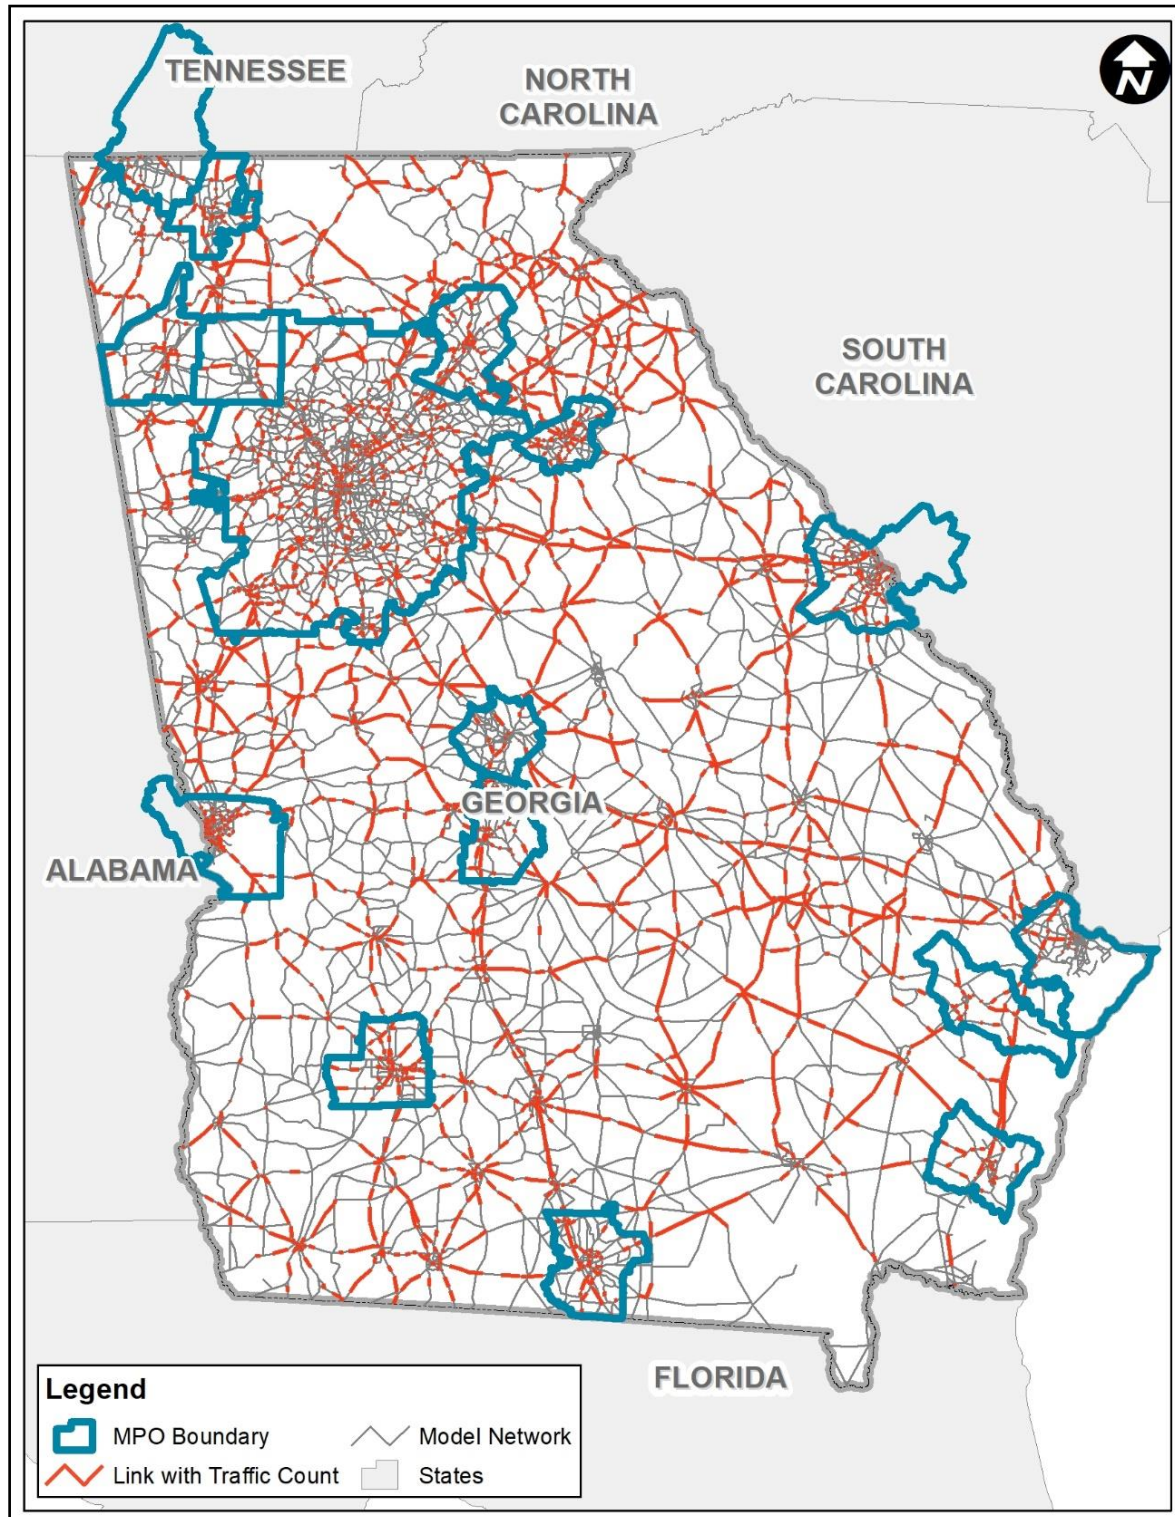 TENNESSEE
NORTH
CAROLINA
N
SOUTH
CAROLINA
GEORGIA
ALABAMA
FLORIDA
Legend
MPO Boundary
Model Network
Link with Traffic Count
States